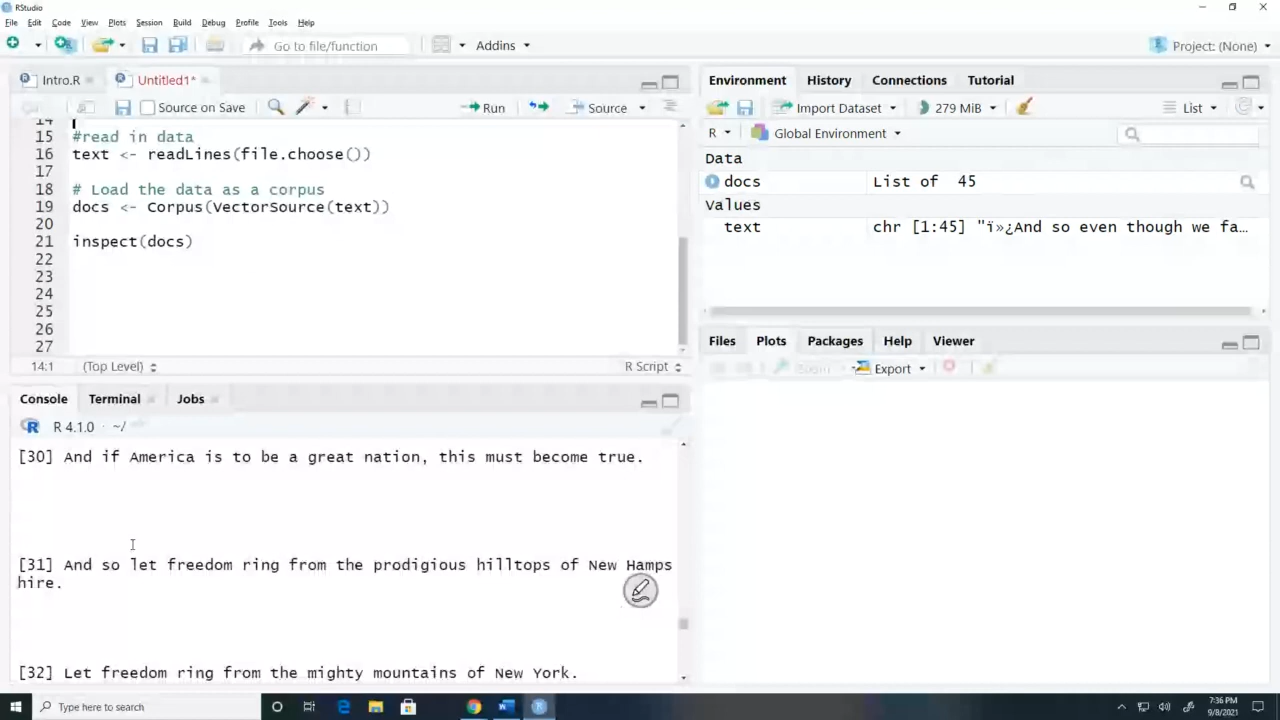 RStudio
File Edit Code View Plots Session Build Debug Profile Tools Help
Go to file/function Addins Project: (None)
Intro.R Untitled1*
Source on Save Run Source
14
15 #read in data
16 text <- readLines(file.choose())
17
18 # Load the data as a corpus
19 docs <- Corpus(VectorSource(text))
20
21 inspect(docs)
22
23
24
25
26
27
14:1 (Top Level) R Script
Console Terminal Jobs
R 4.1.0 · ~/
[30] And if America is to be a great nation, this must become true.
[31] And so let freedom ring from the prodigious hilltops of New Hamps
hire.
[32] Let freedom ring from the mighty mountains of New York.
Environment History Connections Tutorial
Import Dataset 279 MiB List
R Global Environment
Data
docs List of 45
Values
text chr [1:45] "ï»¿And so even though we fa…
Files Plots Packages Help Viewer
Export
Type here to search
7:36 PM
9/8/2021